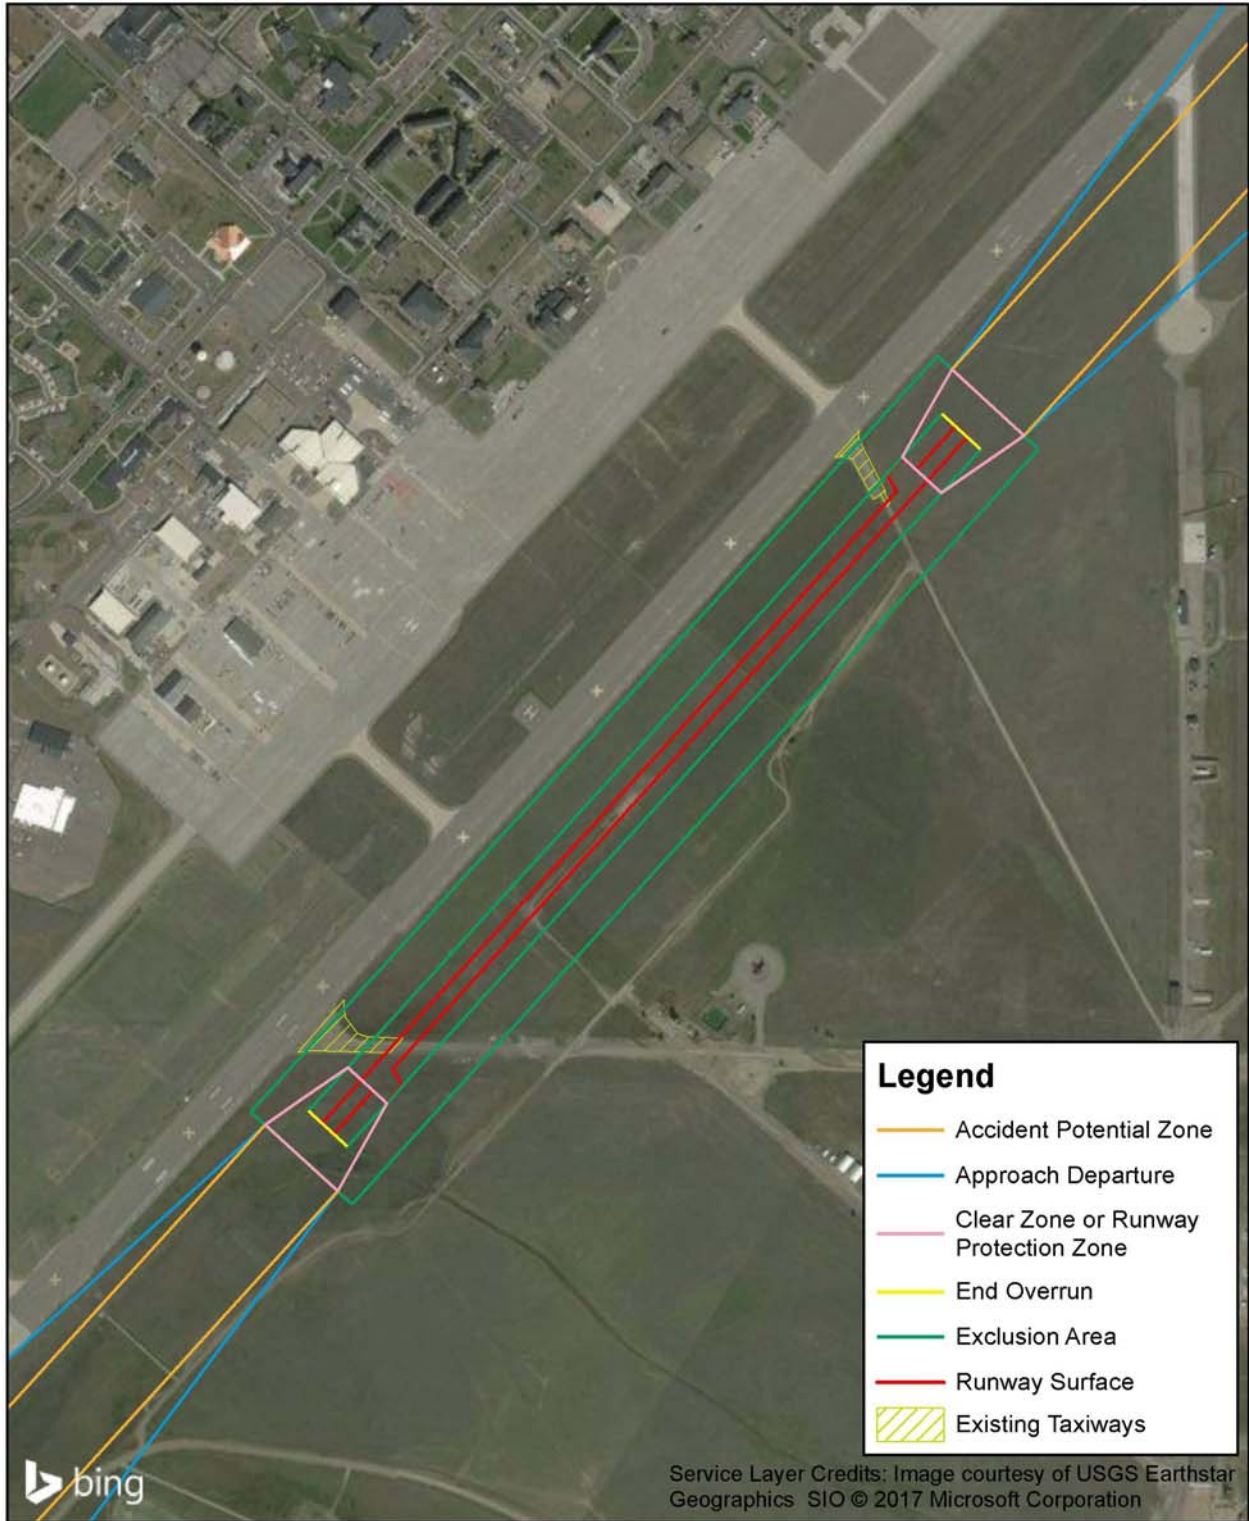 H
Legend
Accident Potential Zone
Approach Departure
Clear Zone or Runway
Protection Zone
End Overrun
Exclusion Area
Runway Surface
Existing Taxiways
bing
Service Layer Credits: Image courtesy of USGS Earthstar
Geographics SIO © 2017 Microsoft Corporation